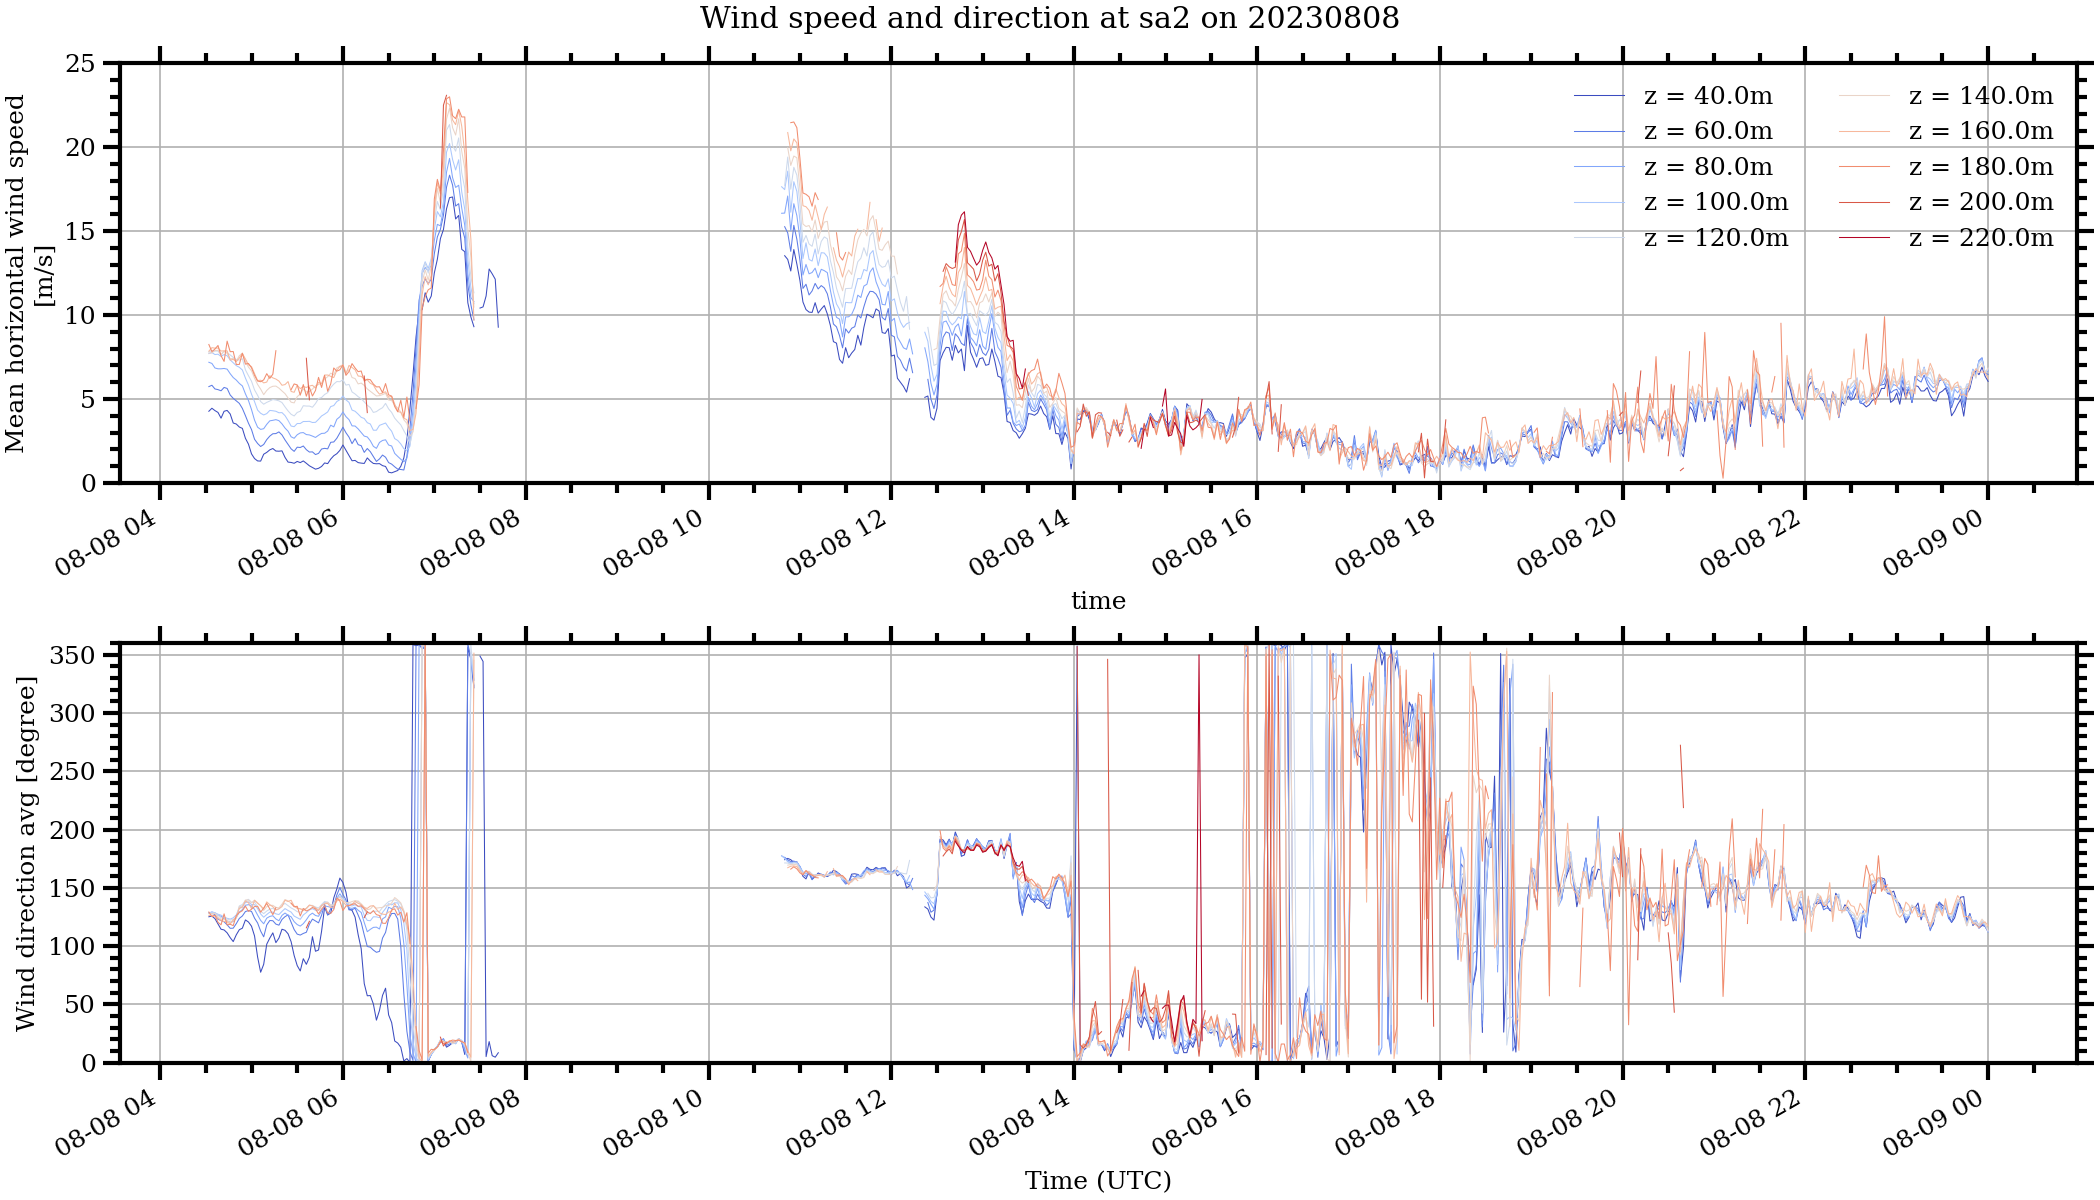 Wind speed and direction at sa2 on 20230808
Mean horizontal wind speed
[m/s]
25
20
15
10
5
0
z = 40.0m
z = 60.0m
z = 80.0m
z = 100.0m
z = 120.0m
z = 140.0m
z = 160.0m
z = 180.0m
z = 200.0m
z = 220.0m
08-08 04
08-08 06
08-08 08
08-08 10
08-08 12
08-08 14
08-08 16
08-08 18
08-08 20
08-08 22
08-09 00
time
Wind direction avg [degree]
350
300
250
200
150
100
50
0
08-08 04
08-08 06
08-08 08
08-08 10
08-08 12
08-08 14
08-08 16
08-08 18
08-08 20
08-08 22
08-09 00
Time (UTC)